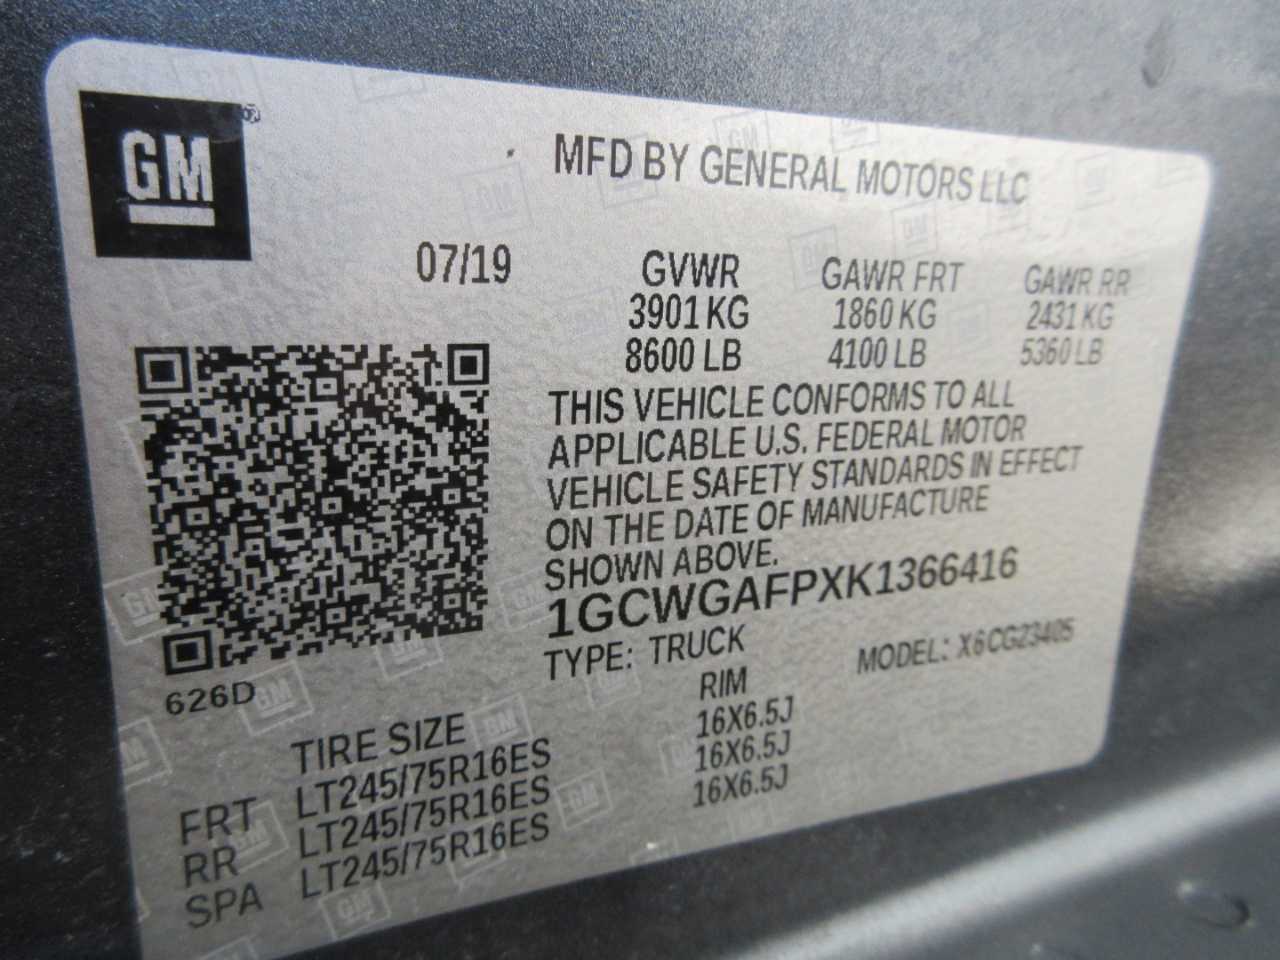 GM
MFD BY GENERAL MOTORS LLC
07/19
GVWR GAWR FRT GAWR RR
3901 KG 1860 KG 2431 KG
8600 LB 4100 LB 5360 LB
THIS VEHICLE CONFORMS TO ALL
APPLICABLE U.S. FEDERAL MOTOR
VEHICLE SAFETY STANDARDS IN EFFECT
ON THE DATE OF MANUFACTURE
SHOWN ABOVE.
1GCWGAFPXK1366416
TYPE: TRUCK MODEL: X6CG23405
626D
TIRE SIZE RIM
FRT LT245/75R16ES 16X6.5J
RR LT245/75R16ES 16X6.5J
SPA LT245/75R16ES 16X6.5J